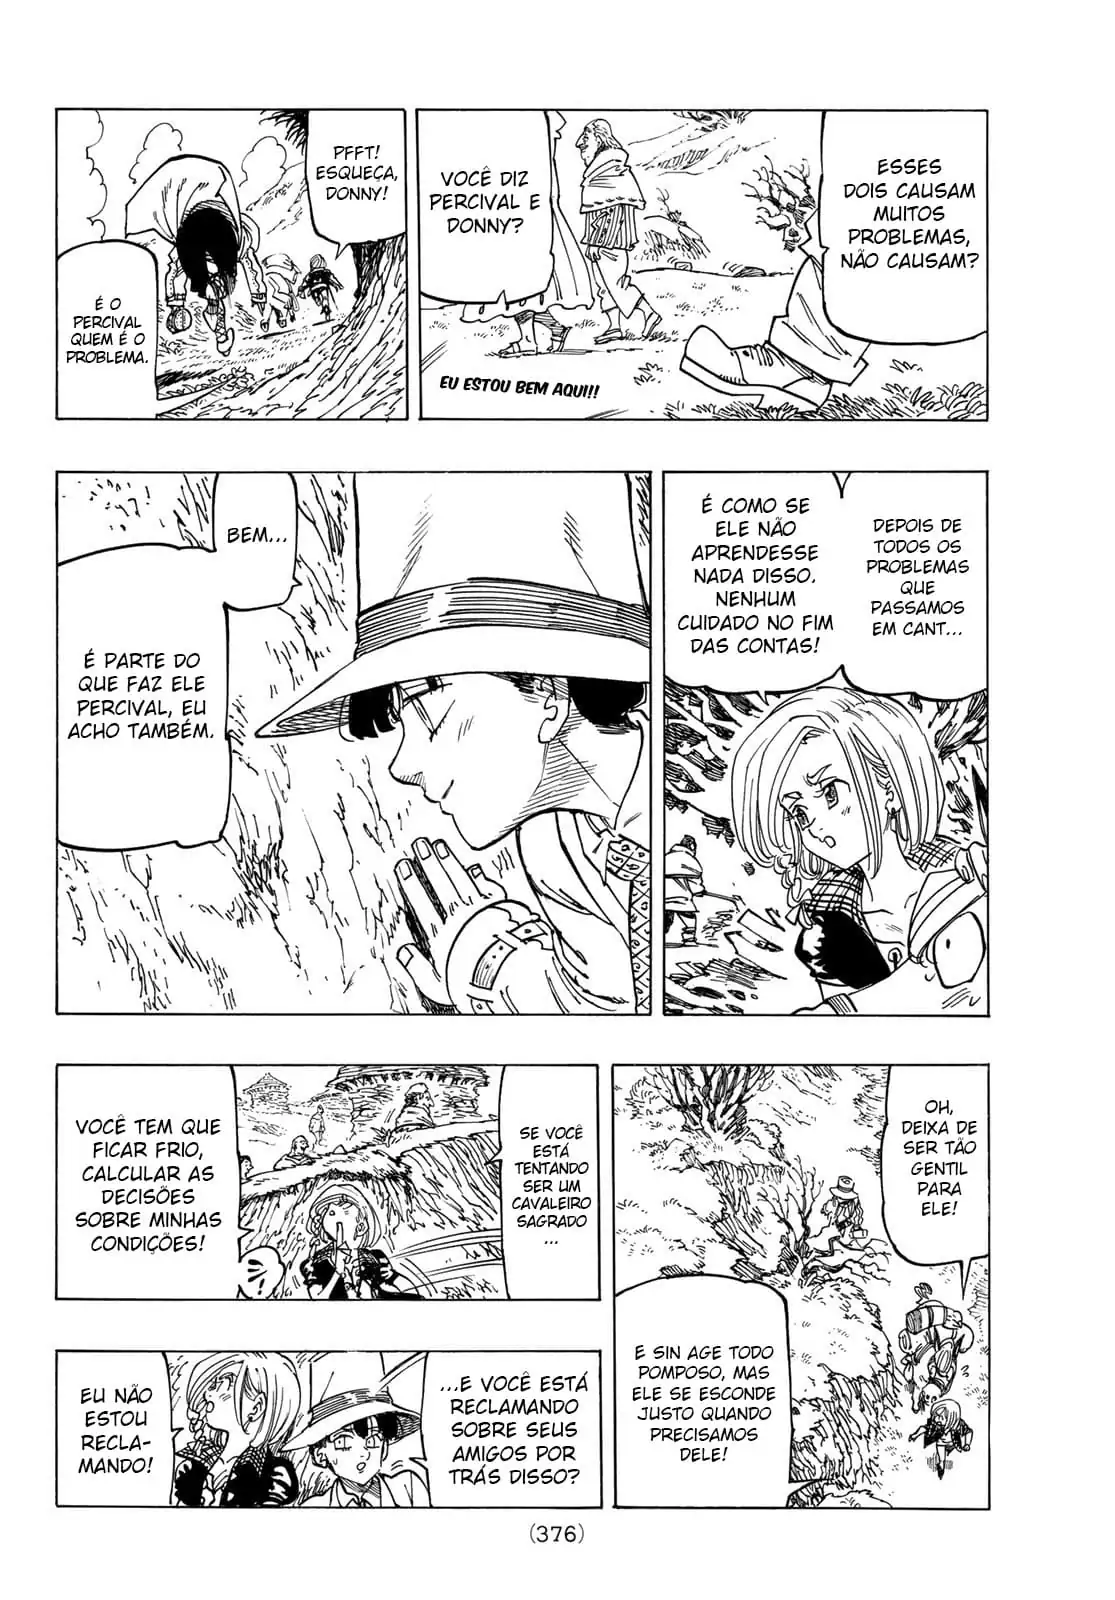 ESSES
DOIS CAUSAM
MUITOS
PROBLEMAS,
NÃO CAUSAM?
VOCÊ DIZ
PERCIVAL E
DONNY?
EU ESTOU BEM AQUI!!
PFFT!
ESQUEÇA,
DONNY!
É O
PERCIVAL
QUEM É O
PROBLEMA.
DEPOIS DE
TODOS OS
PROBLEMAS
QUE
PASSAMOS
EM CANT...
É COMO SE
ELE NÃO
APRENDESSE
NADA DISSO.
NENHUM
CUIDADO NO FIM
DAS CONTAS!
BEM...
É PARTE DO
QUE FAZ ELE
PERCIVAL, EU
ACHO TAMBÉM.
OH,
DEIXA DE
SER TÃO
GENTIL
PARA
ELE!
E SIN AGE TODO
POMPOSO, MAS
ELE SE ESCONDE
JUSTO QUANDO
PRECISAMOS
DELE!
SE VOCÊ
ESTÁ
TENTANDO
SER UM
CAVALEIRO
SAGRADO
...
VOCÊ TEM QUE
FICAR FRIO,
CALCULAR AS
DECISÕES
SOBRE MINHAS
CONDIÇÕES!
...E VOCÊ ESTÁ
RECLAMANDO
SOBRE SEUS
AMIGOS POR
TRÁS DISSO?
EU NÃO
ESTOU
RECLA-
MANDO!
(376)